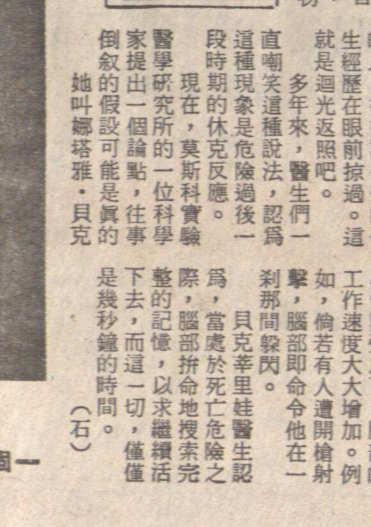 生經歷在眼前掠過。這
就是迴光返照吧。
多年來，醫生們一
直嘲笑這種說法，認爲
這種現象是危險過後一
段時期的休克反應。
現在，莫斯科實驗
醫學研究所的一位科學
家提出一個論點，往事
倒叙的假設可能是眞的
她叫娜塔雅·貝克
工作速度大大增加。例
如，倘若有人遭開槍射
擊，腦部即命令他在一
刹那間躲閃。
貝克莘里娃醫生認
爲，當處於死亡危險之
際，腦部拚命地搜索完
整的記憶，以求繼續活
下去，而這一切，僅僅
是幾秒鐘的時間。
（石）
一個